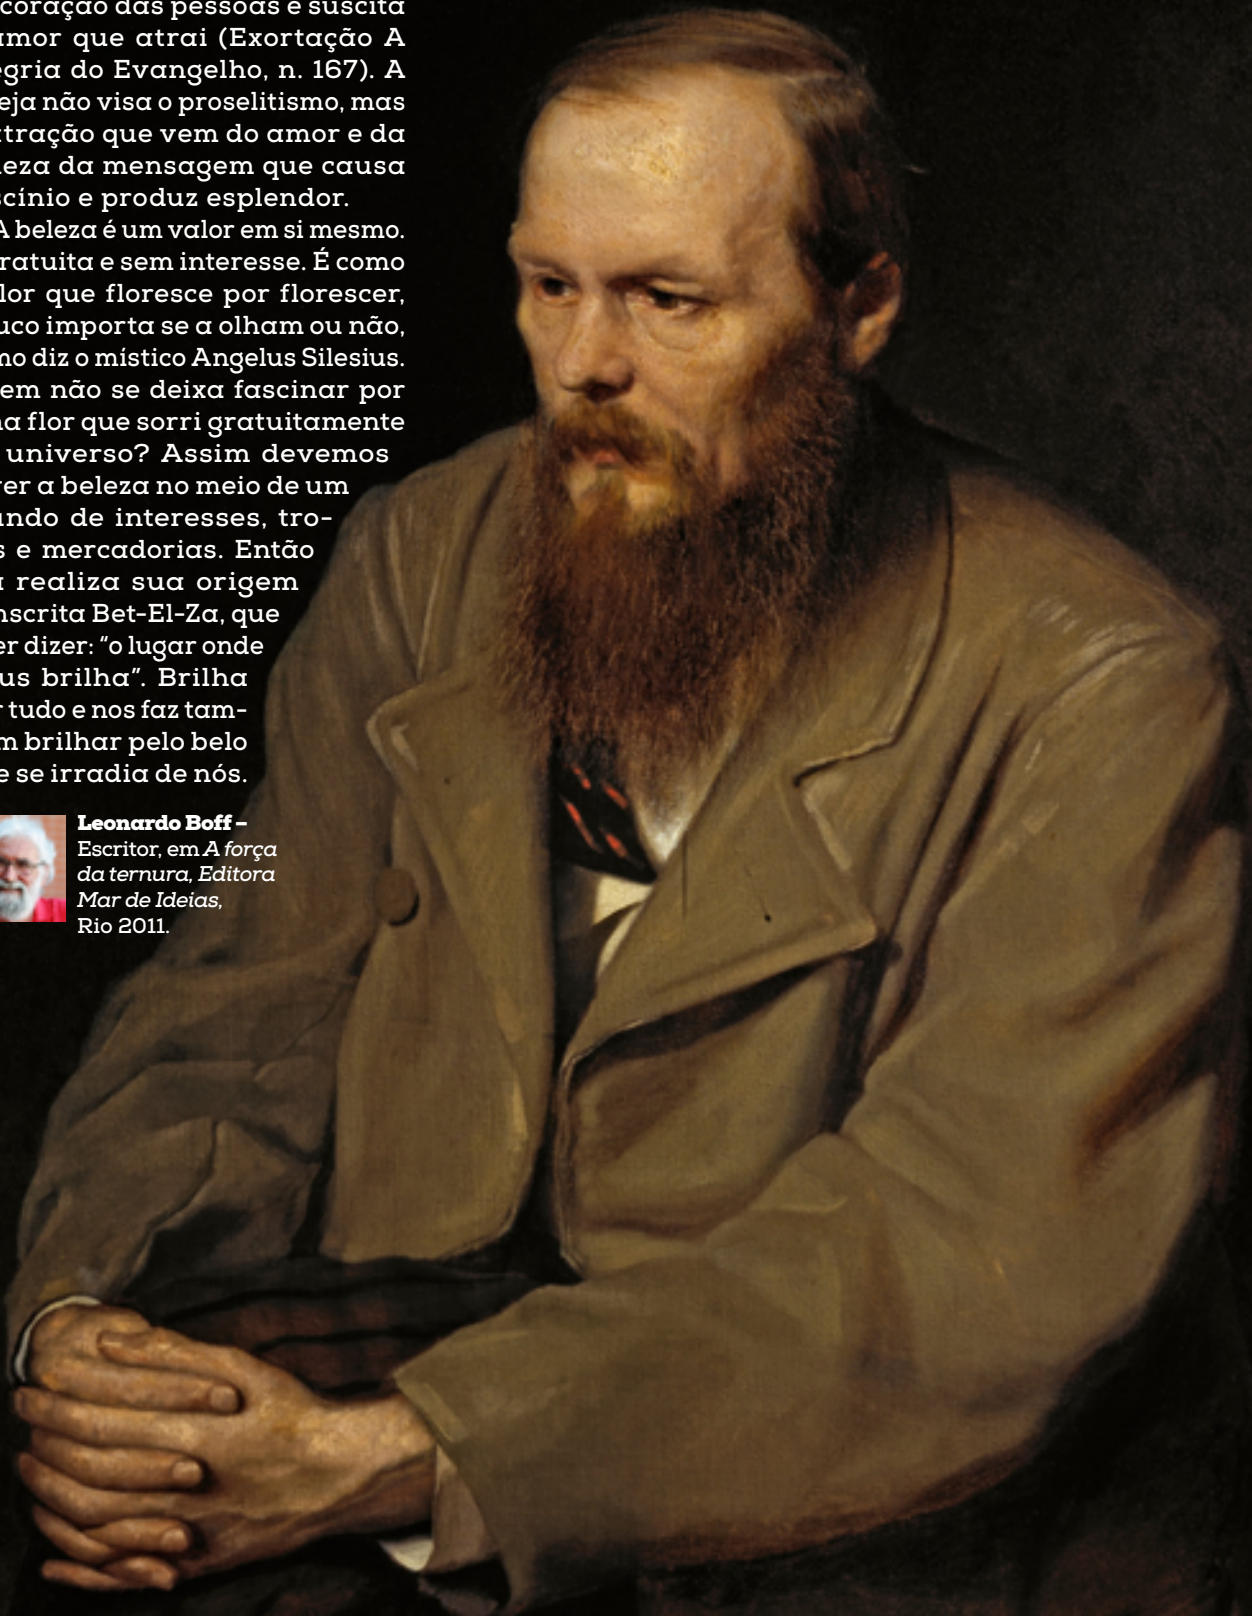 coração das pessoas e suscita
amor que atrai (Exortação A
egria do Evangelho, n. 167). A
eja não visa o proselitismo, mas
tração que vem do amor e da
leza da mensagem que causa
scínio e produz esplendor.
A beleza é um valor em si mesmo.
ratuita e sem interesse. É como
lor que floresce por florescer,
uco importa se a olham ou não,
mo diz o místico Angelus Silesius.
em não se deixa fascinar por
na flor que sorri gratuitamente
universo? Assim devemos
ver a beleza no meio de um
undo de interesses, tro-
s e mercadorias. Então
a realiza sua origem
nscrita Bet-El-Za, que
er dizer: “o lugar onde
us brilha”. Brilha
r tudo e nos faz tam-
m brilhar pelo belo
e se irradia de nós.
Leonardo Boff –
Escritor, em A força
da ternura, Editora
Mar de Ideias,
Rio 2011.